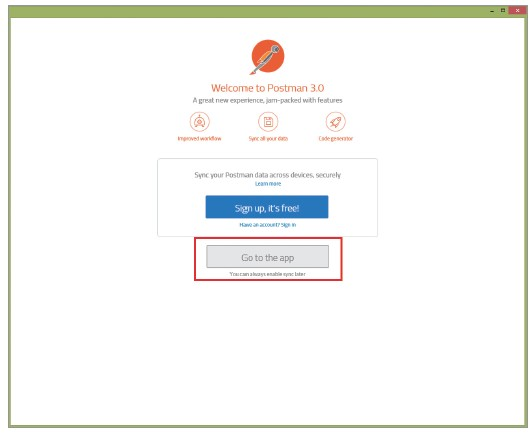 Welcome to Postman 3.0
A great new experience, jam-packed with features
Improved workflow Sync all your data Code generator
Sync your Postman data across devices, securely
Learn more
Sign up, it's free!
Have an account? Sign in
Go to the app
You can always enable sync later